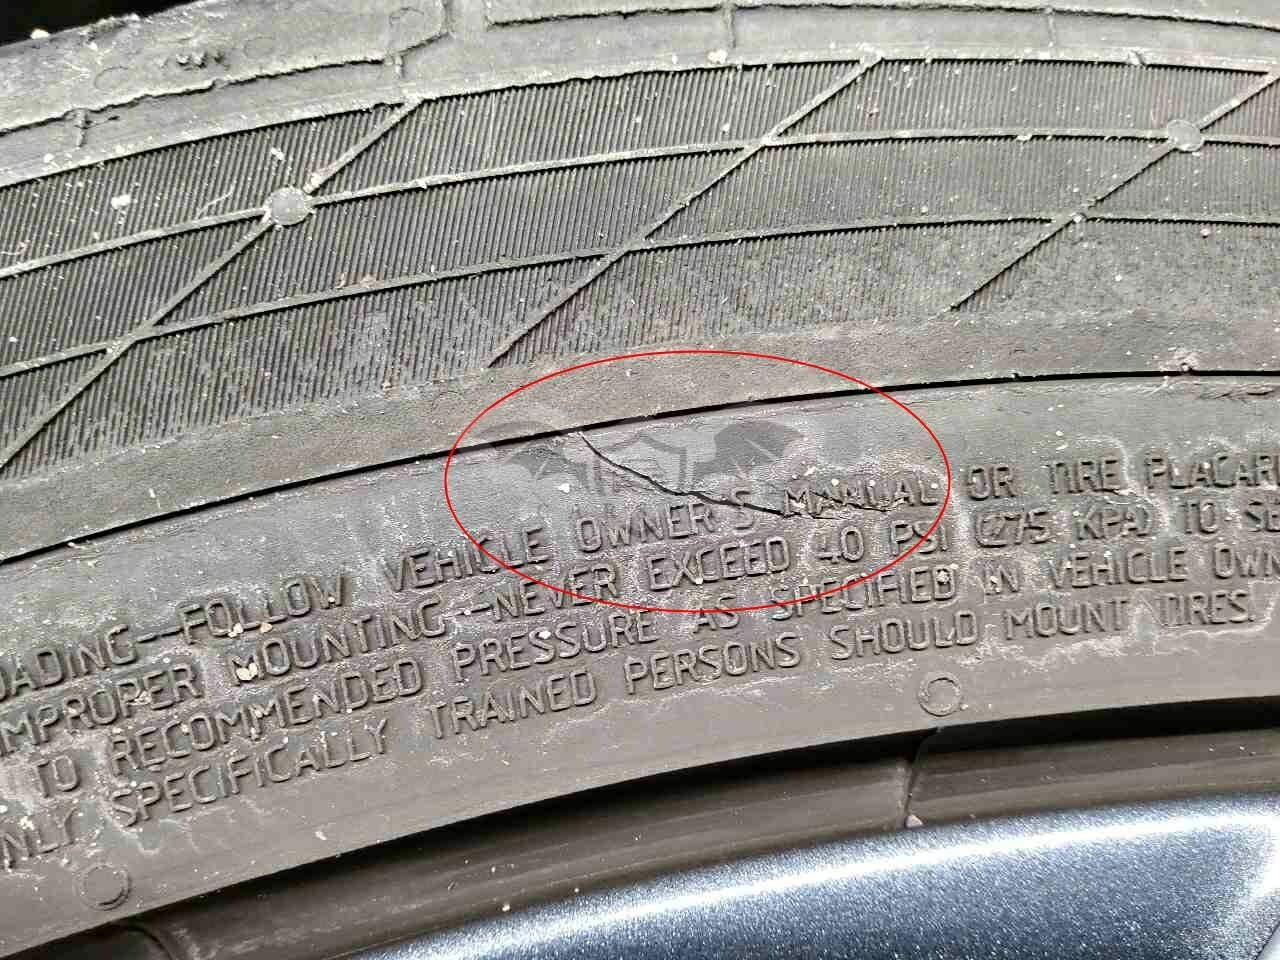 OADING--FOLLOW VEHICLE OWNER'S MANUAL OR TIRE PLACARD
IMPROPER MOUNTING--NEVER EXCEED 40 PSI (275 KPA) TO SE
TO RECOMMENDED PRESSURE AS SPECIFIED IN VEHICLE OWN
NLY SPECIFICALLY TRAINED PERSONS SHOULD MOUNT TIRES.